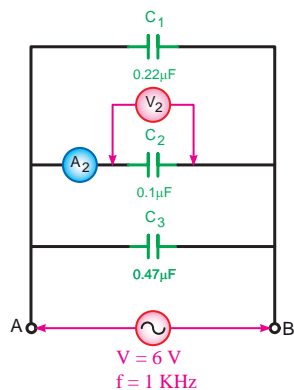 C1
0.22μF
V2
A2
C2
0.1μF
C3
0.47μF
A
B
V = 6 V
f = 1 KHz